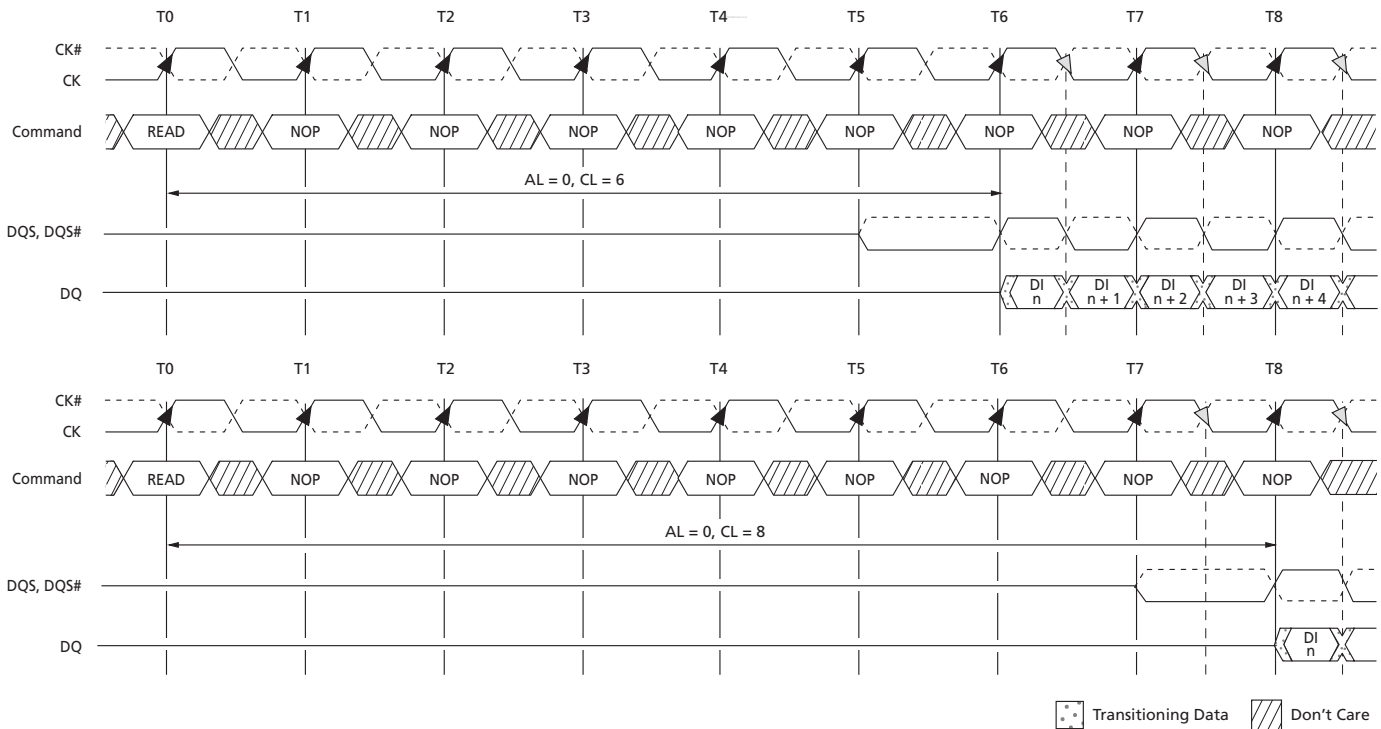 T0 T1 T2 T3 T4 T5 T6 T7 T8
CK#
CK
Command READ NOP NOP NOP NOP NOP NOP NOP NOP
AL = 0, CL = 6
DQS, DQS#
DQ DI n DI n + 1 DI n + 2 DI n + 3 DI n + 4
T0 T1 T2 T3 T4 T5 T6 T7 T8
CK#
CK
Command READ NOP NOP NOP NOP NOP NOP NOP NOP
AL = 0, CL = 8
DQS, DQS#
DQ DI n
Transitioning Data Don't Care